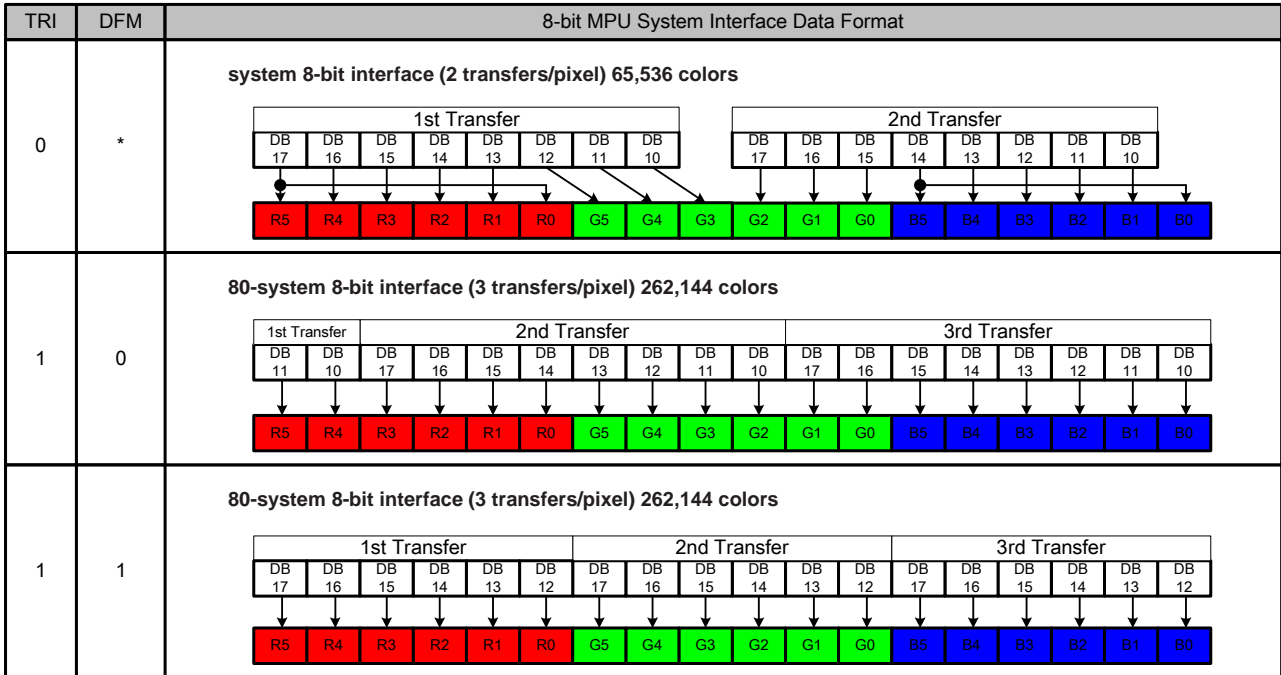 TRI DFM 8-bit MPU System Interface Data Format
system 8-bit interface (2 transfers/pixel) 65,536 colors
1st Transfer 2nd Transfer
DB DB DB DB DB DB DB DB DB DB DB DB DB DB DB DB
17 16 15 14 13 12 11 10 17 16 15 14 13 12 11 10
0 *
R5 R4 R3 R2 R1 R0 G5 G4 G3 G2 G1 G0 B5 B4 B3 B2 B1 B0
80-system 8-bit interface (3 transfers/pixel) 262,144 colors
1st Transfer 2nd Transfer 3rd Transfer
DB DB DB DB DB DB DB DB DB DB DB DB DB DB DB DB DB DB
11 10 17 16 15 14 13 12 11 10 17 16 15 14 13 12 11 10
1 0
R5 R4 R3 R2 R1 R0 G5 G4 G3 G2 G1 G0 B5 B4 B3 B2 B1 B0
80-system 8-bit interface (3 transfers/pixel) 262,144 colors
1st Transfer 2nd Transfer 3rd Transfer
DB DB DB DB DB DB DB DB DB DB DB DB DB DB DB DB DB DB
17 16 15 14 13 12 17 16 15 14 13 12 17 16 15 14 13 12
1 1
R5 R4 R3 R2 R1 R0 G5 G4 G3 G2 G1 G0 B5 B4 B3 B2 B1 B0